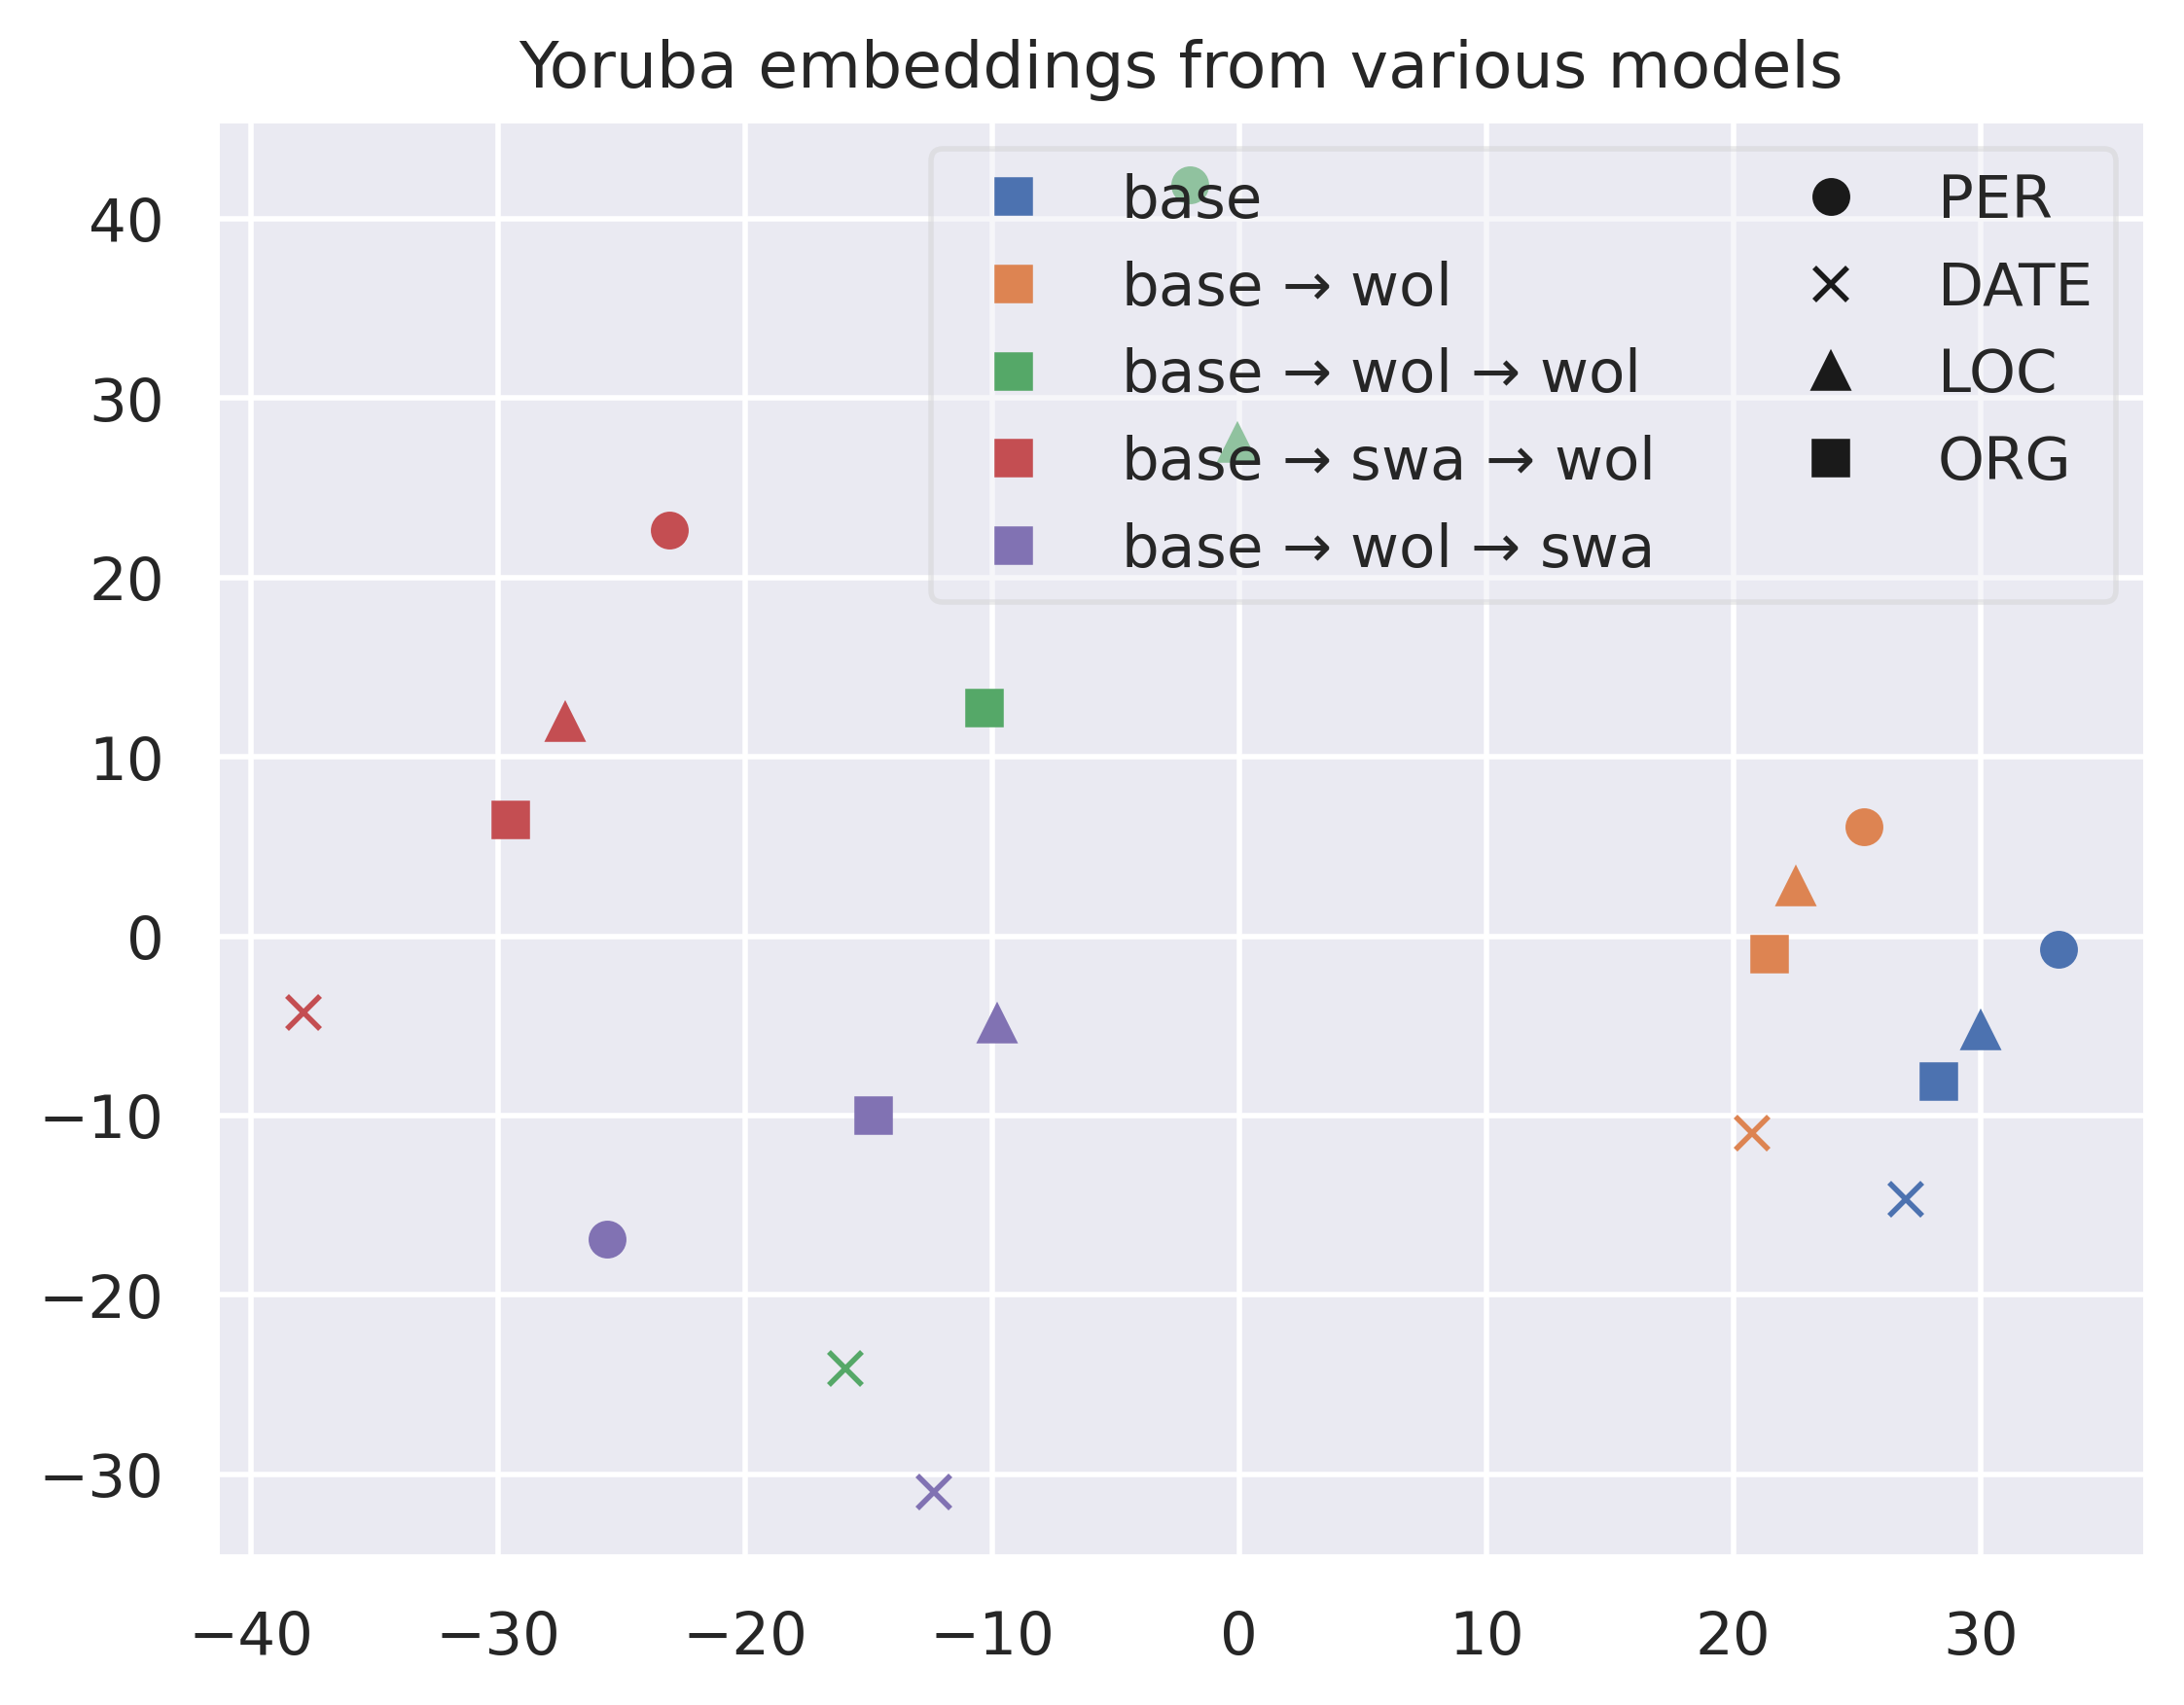 Yoruba embeddings from various models
40
30
20
10
0
−10
−20
−30
base
base → wol
base → wol → wol
base → swa → wol
base → wol → swa
PER
DATE
LOC
ORG
−40 −30 −20 −10 0 10 20 30